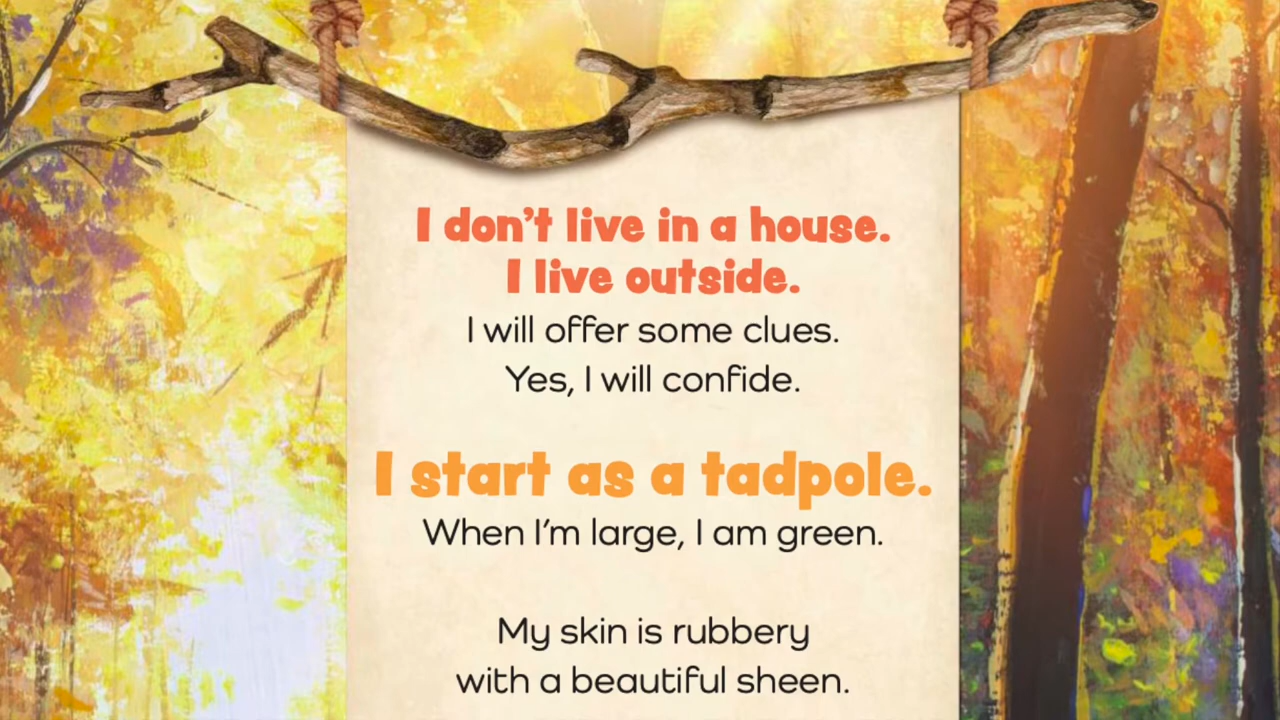 I don’t live in a house.
I live outside.
I will offer some clues.
Yes, I will confide.
I start as a tadpole.
When I’m large, I am green.
My skin is rubbery
with a beautiful sheen.